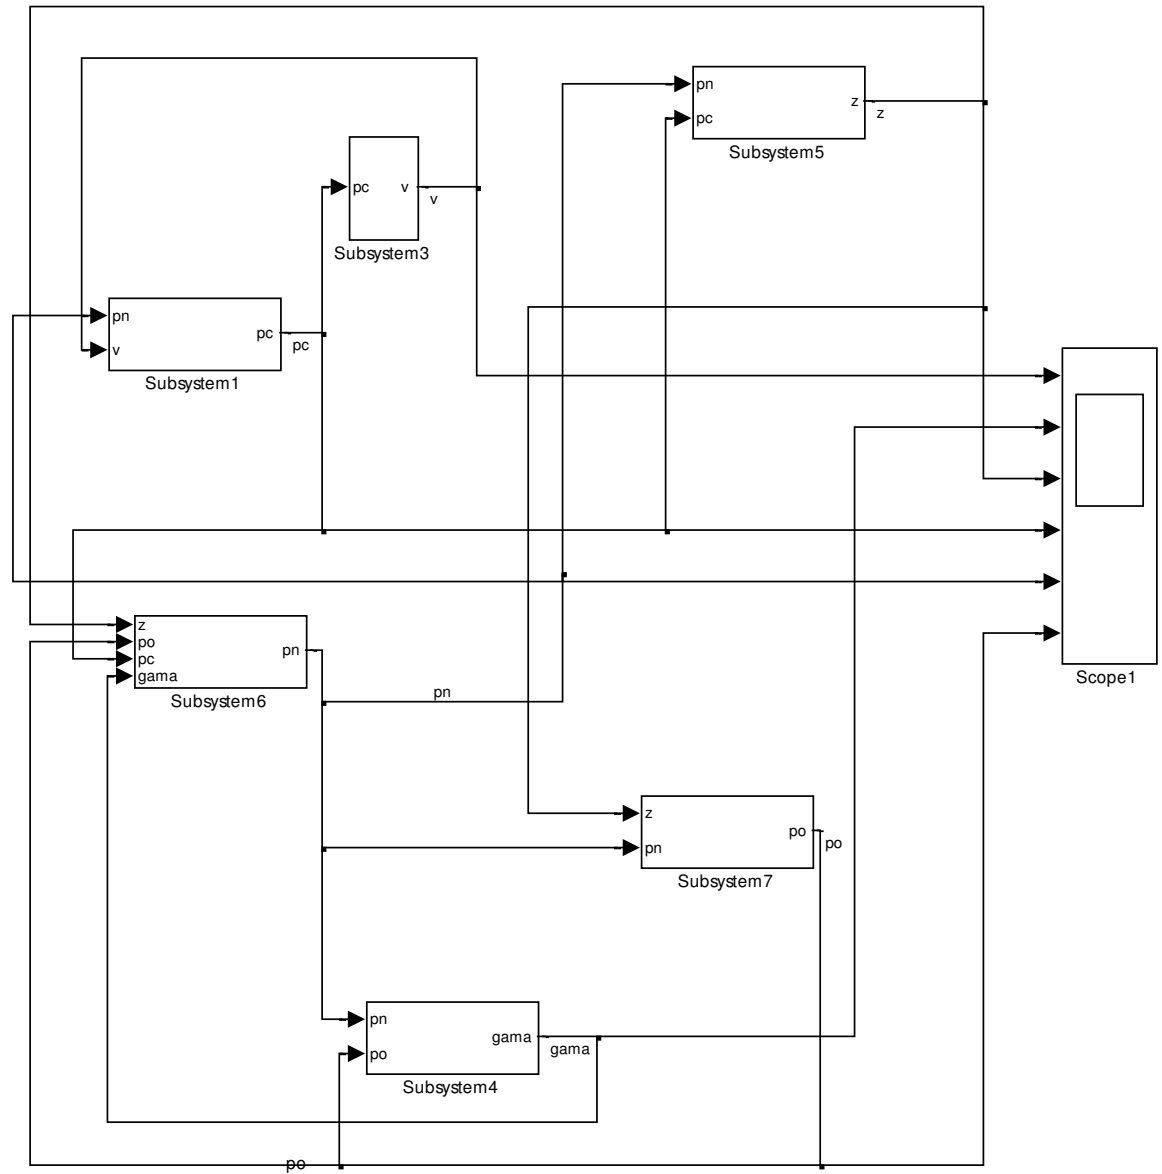 pn
pc
z
z
Subsystem5
pc
v
v
Subsystem3
pn
v
pc
pc
Subsystem1
z
po
pc
gama
pn
Subsystem6
pn
Scope1
z
pn
po
po
Subsystem7
pn
po
gama
gama
Subsystem4
po